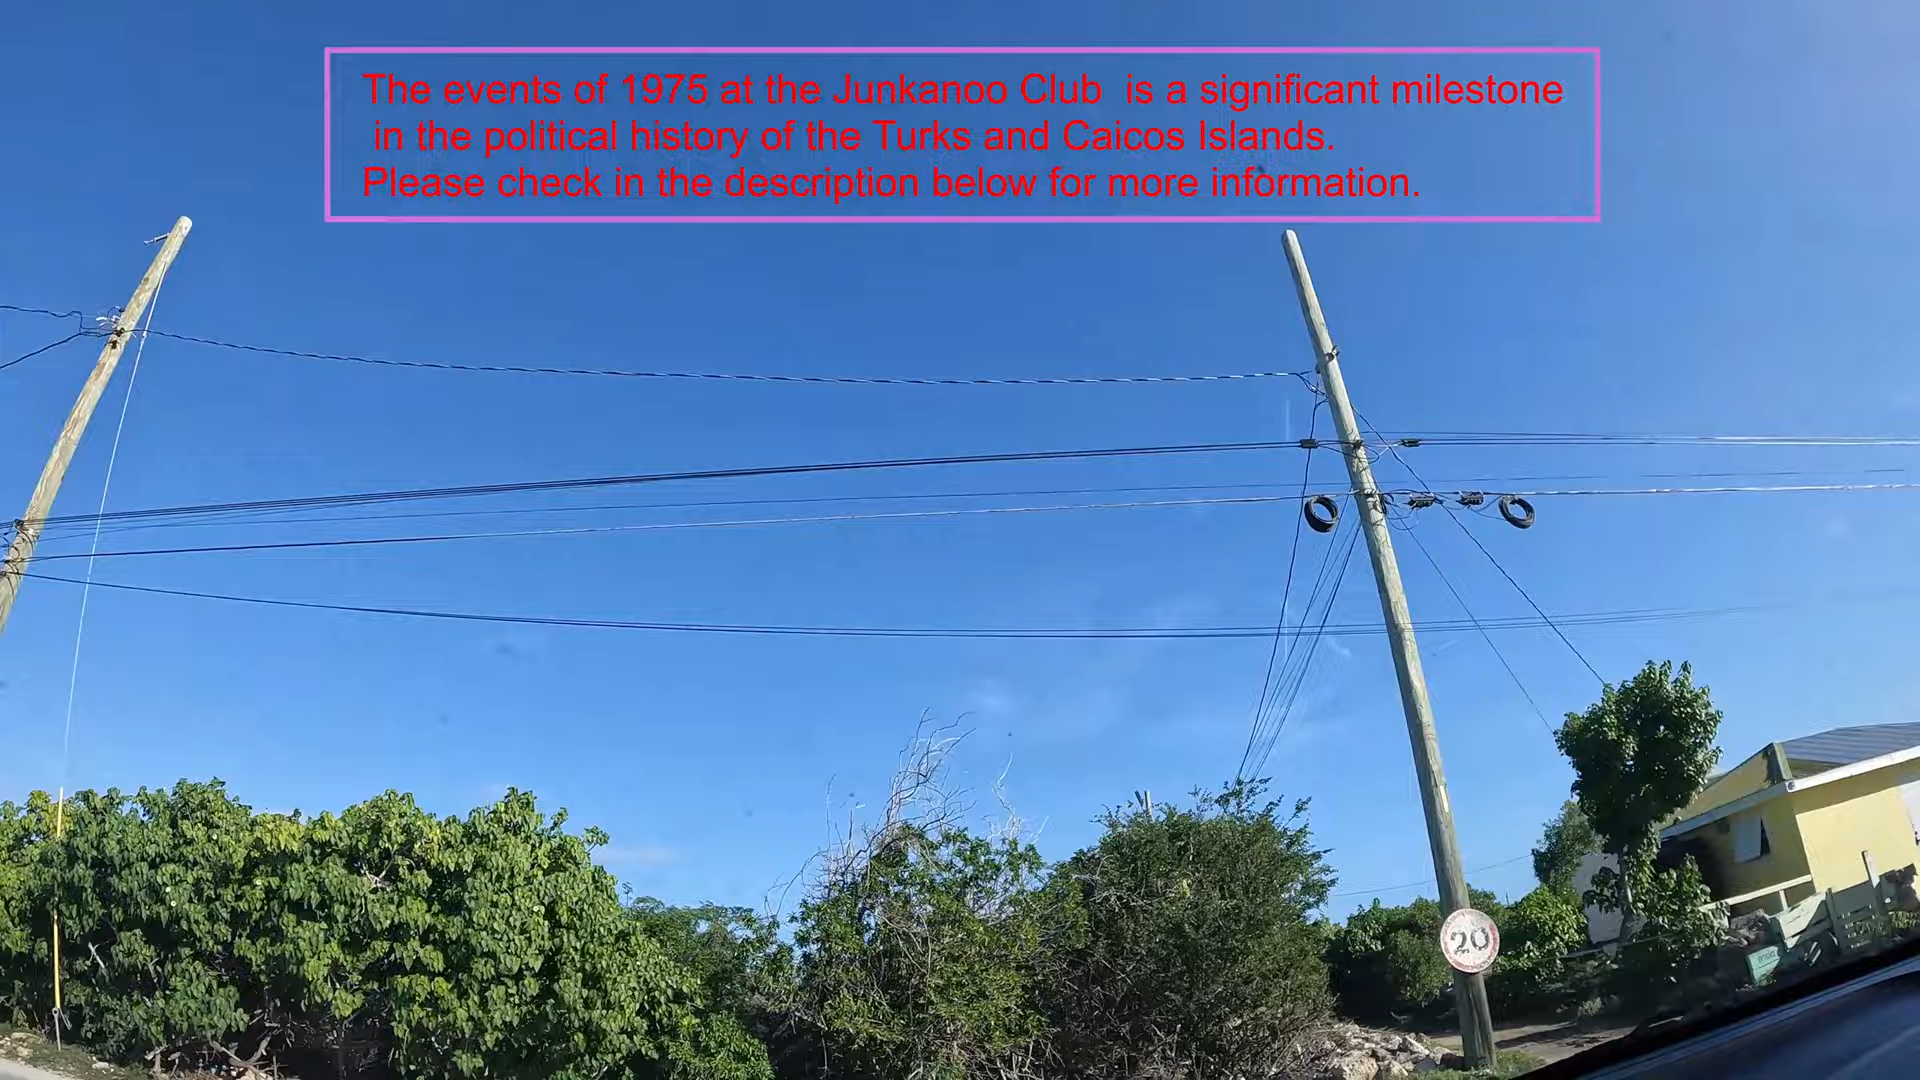 The events of 1975 at the Junkanoo Club  is a significant milestone
in the political history of the Turks and Caicos Islands.
Please check in the description below for more information.
20